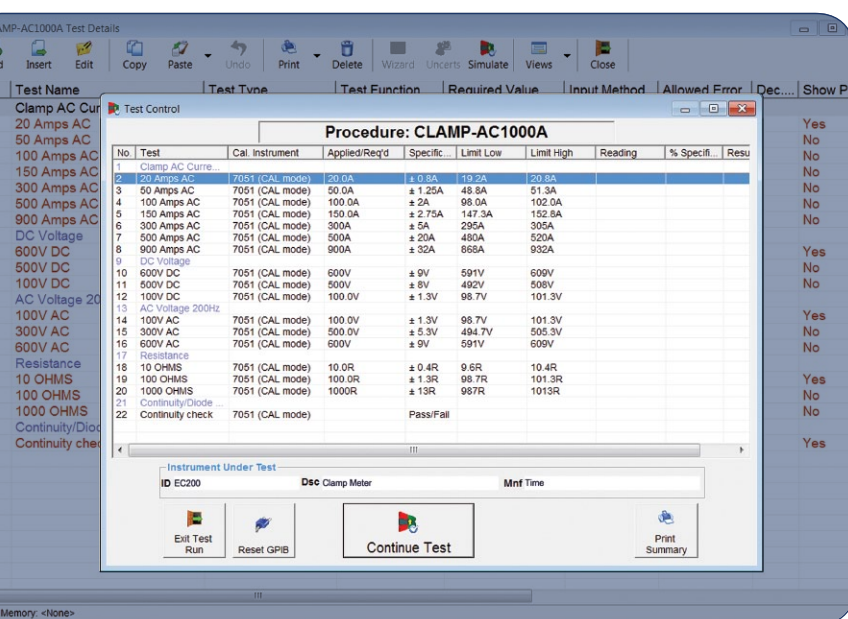 AMP-AC1000A Test Details
Insert Edit Copy Paste Undo Print Delete Wizard Uncerts Simulate Views Close
Test Name Test Type Test Function Required Value Input Method Allowed Error Dec.... Show P
Clamp AC Cur
20 Amps AC Yes
50 Amps AC No
100 Amps AC No
150 Amps AC No
300 Amps AC No
500 Amps AC No
900 Amps AC No
DC Voltage
600V DC Yes
500V DC No
100V DC No
AC Voltage 20
100V AC Yes
300V AC No
600V AC No
Resistance
10 OHMS Yes
100 OHMS No
1000 OHMS No
Continuity/Diod
Continuity chec Yes
Test Control
Procedure: CLAMP-AC1000A
No. Test Cal. Instrument Applied/Req'd Specific... Limit Low Limit High Reading % Specifi... Resu
1 Clamp AC Curre...
2 20 Amps AC 7051 (CAL mode) 20.0A ± 0.8A 19.2A 20.8A
3 50 Amps AC 7051 (CAL mode) 50.0A ± 1.25A 48.8A 51.3A
4 100 Amps AC 7051 (CAL mode) 100.0A ± 2A 98.0A 102.0A
5 150 Amps AC 7051 (CAL mode) 150.0A ± 2.75A 147.3A 152.8A
6 300 Amps AC 7051 (CAL mode) 300A ± 5A 295A 305A
7 500 Amps AC 7051 (CAL mode) 500A ± 20A 480A 520A
8 900 Amps AC 7051 (CAL mode) 900A ± 32A 868A 932A
9 DC Voltage
10 600V DC 7051 (CAL mode) 600V ± 9V 591V 609V
11 500V DC 7051 (CAL mode) 500V ± 8V 492V 508V
12 100V DC 7051 (CAL mode) 100.0V ± 1.3V 98.7V 101.3V
13 AC Voltage 200Hz
14 100V AC 7051 (CAL mode) 100.0V ± 1.3V 98.7V 101.3V
15 300V AC 7051 (CAL mode) 500.0V ± 5.3V 494.7V 505.3V
16 600V AC 7051 (CAL mode) 600V ± 9V 591V 609V
17 Resistance
18 10 OHMS 7051 (CAL mode) 10.0R ± 0.4R 9.6R 10.4R
19 100 OHMS 7051 (CAL mode) 100.0R ± 1.3R 98.7R 101.3R
20 1000 OHMS 7051 (CAL mode) 1000R ± 13R 987R 1013R
21 Continuity/Diode ...
22 Continuity check 7051 (CAL mode) Pass/Fail
Instrument Under Test
ID EC200 Dsc Clamp Meter Mnf Time
Exit Test Run
Reset GPIB
Continue Test
Print Summary
Memory: <None>